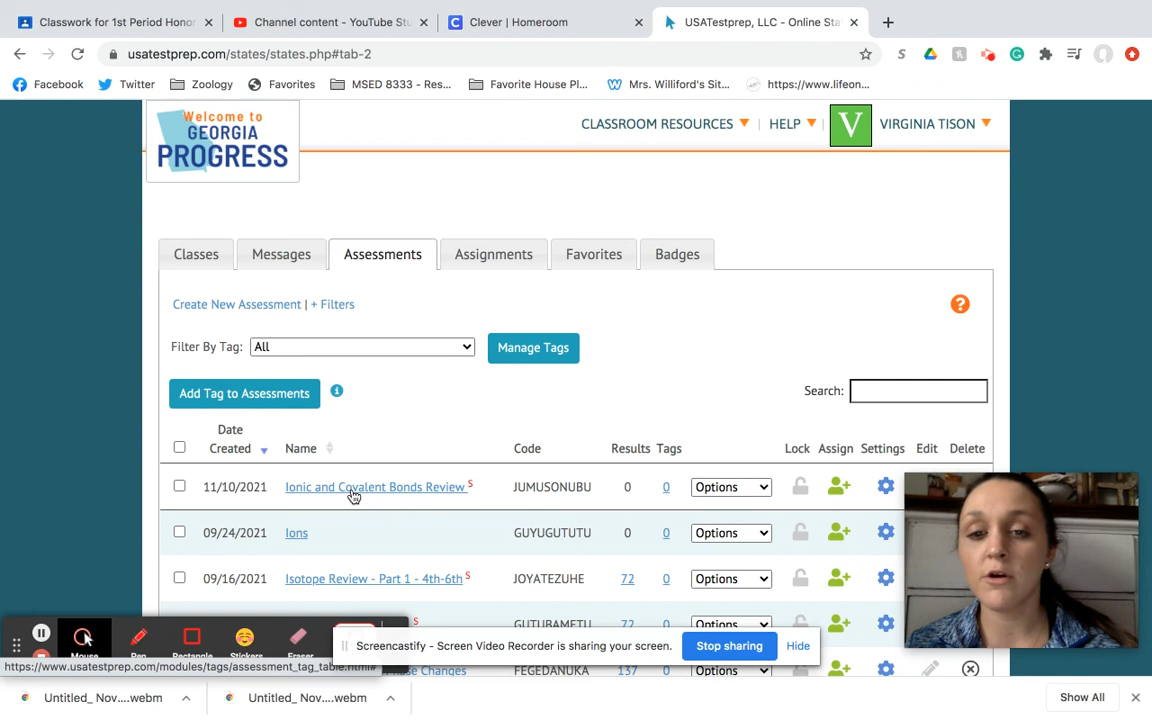 Classwork for 1st Period Honor
Channel content - YouTube Stu
Clever | Homeroom
USATestprep, LLC - Online Sta
usatestprep.com/states/states.php#tab-2
Facebook
Twitter
Zoology
Favorites
MSED 8333 - Res...
Favorite House Pl...
Mrs. Williford's Sit...
https://www.lifeon...
Welcome to
GEORGIA
PROGRESS
CLASSROOM RESOURCES
HELP
V
VIRGINIA TISON
Classes
Messages
Assessments
Assignments
Favorites
Badges
Create New Assessment | + Filters
Filter By Tag:
All
Manage Tags
Add Tag to Assessments
Search:
Date
Created
Name
Code
Results
Tags
Lock
Assign
Settings
Edit
Delete
11/10/2021 Ionic and Covalent Bonds Review S JUMUSONUBU 0 0 Options
09/24/2021 Ions GUYUGUTUTU 0 0 Options
09/16/2021 Isotope Review - Part 1 - 4th-6th S JOYATEZUHE 72 0 Options
S GUTUBAMETU 72 0 Options
Phase Changes FEGEDANUKA 137 0 Options
Mouse
Pen
Rectangle
Stickers
Eraser
Screencastify - Screen Video Recorder is sharing your screen.
Stop sharing
Hide
https://www.usatestprep.com/modules/tags/assessment_tag_table.html#
Untitled_ Nov....webm
Untitled_ Nov....webm
Show All